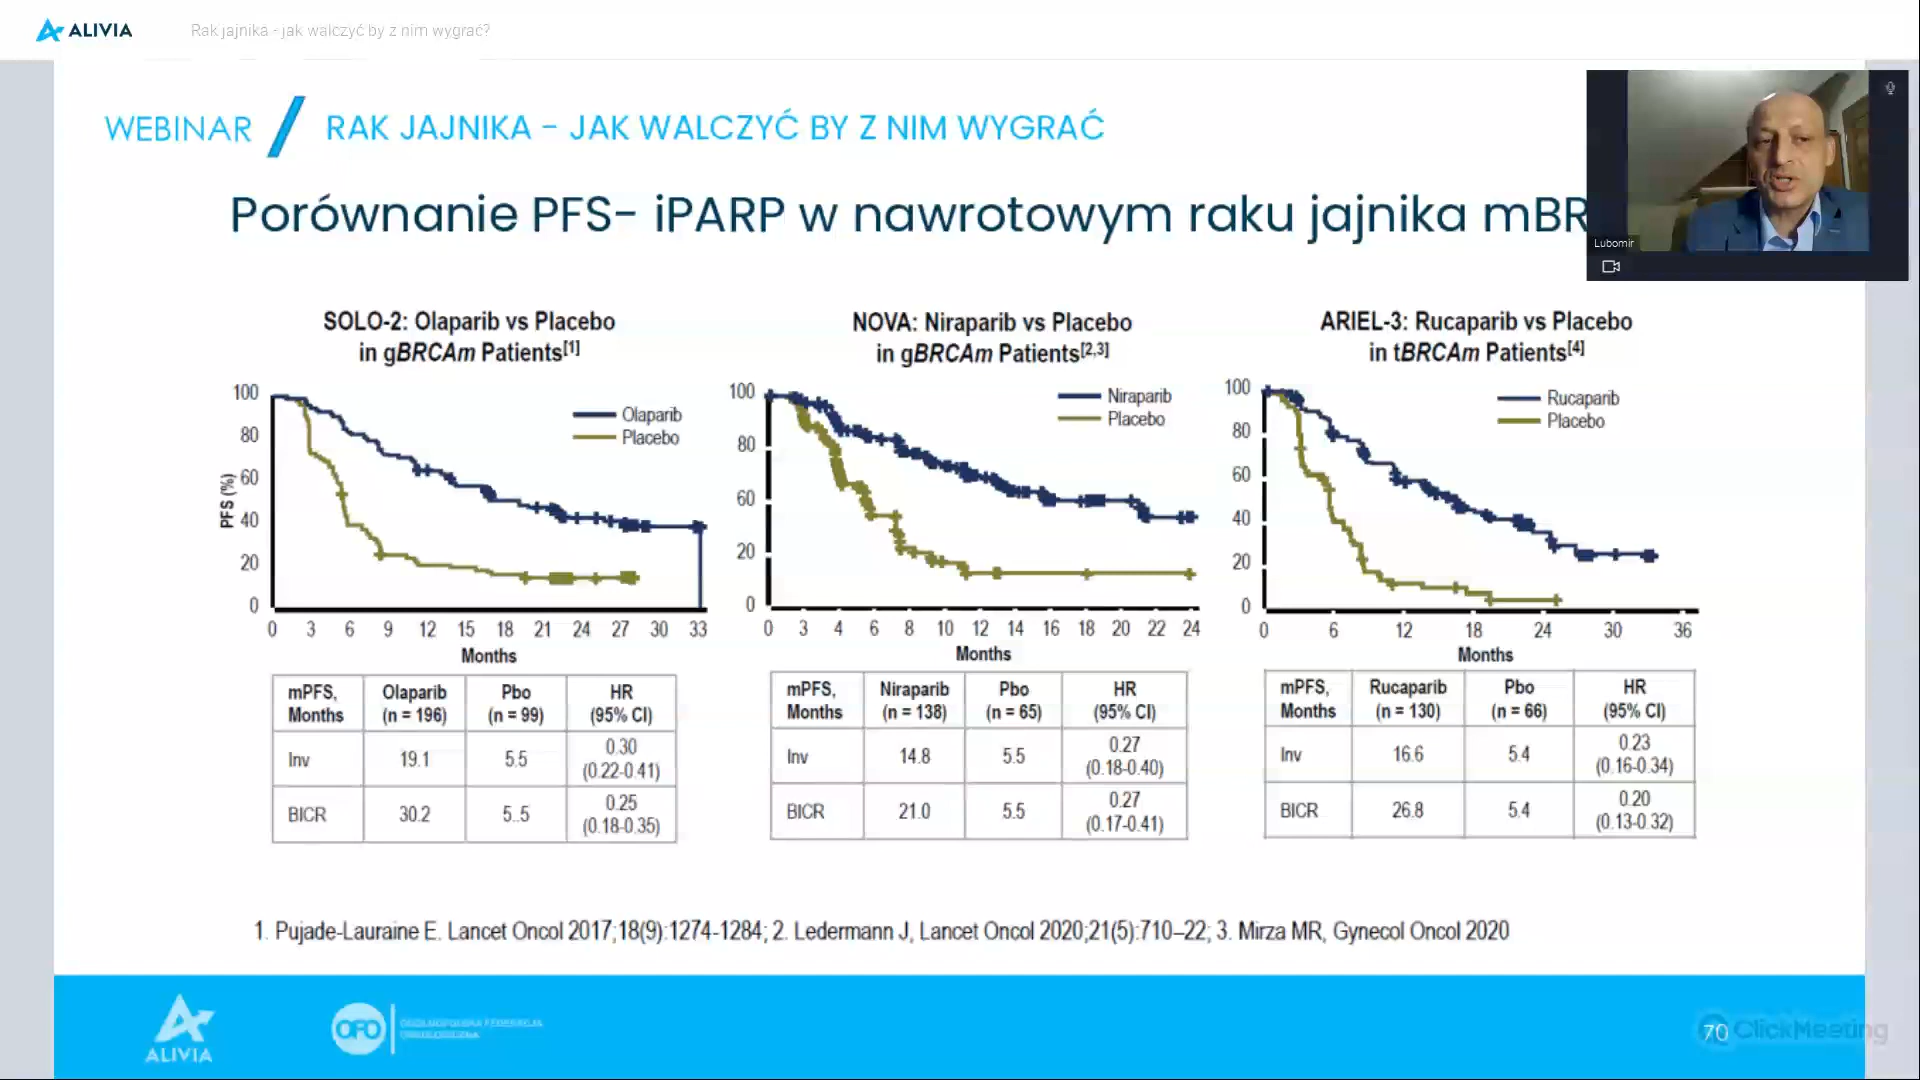 ALIVIA
Rak jajnika - jak walczyć by z nim wygrać?
WEBINAR / RAK JAJNIKA - JAK WALCZYĆ BY Z NIM WYGRAĆ
Porównanie PFS- iPARP w nawrotowym raku jajnika mBR
Lubomir
SOLO-2: Olaparib vs Placebo
in gBRCAm Patients[1]
PFS (%)
100
80
60
40
20
0
Olaparib
Placebo
0 3 6 9 12 15 18 21 24 27 30 33
Months
mPFS, Months Olaparib (n = 196) Pbo (n = 99) HR (95% CI)
Inv 19.1 5.5 0.30 (0.22-0.41)
BICR 30.2 5..5 0.25 (0.18-0.35)
NOVA: Niraparib vs Placebo
in gBRCAm Patients[2,3]
100
80
60
40
20
0
Niraparib
Placebo
0 3 4 6 8 10 12 14 16 18 20 22 24
Months
mPFS, Months Niraparib (n = 138) Pbo (n = 65) HR (95% CI)
Inv 14.8 5.5 0.27 (0.18-0.40)
BICR 21.0 5.5 0.27 (0.17-0.41)
ARIEL-3: Rucaparib vs Placebo
in tBRCAm Patients[4]
100
80
60
40
20
0
Rucaparib
Placebo
0 6 12 18 24 30 36
Months
mPFS, Months Rucaparib (n = 130) Pbo (n = 66) HR (95% CI)
Inv 16.6 5.4 0.23 (0.16-0.34)
BICR 26.8 5.4 0.20 (0.13-0.32)
1. Pujade-Lauraine E. Lancet Oncol 2017;18(9):1274-1284; 2. Ledermann J, Lancet Oncol 2020;21(5):710–22; 3. Mirza MR, Gynecol Oncol 2020
ALIVIA
OFO
OGÓLNOPOLSKA FEDERACJA
ONKOLOGICZNA
70
ClickMeeting